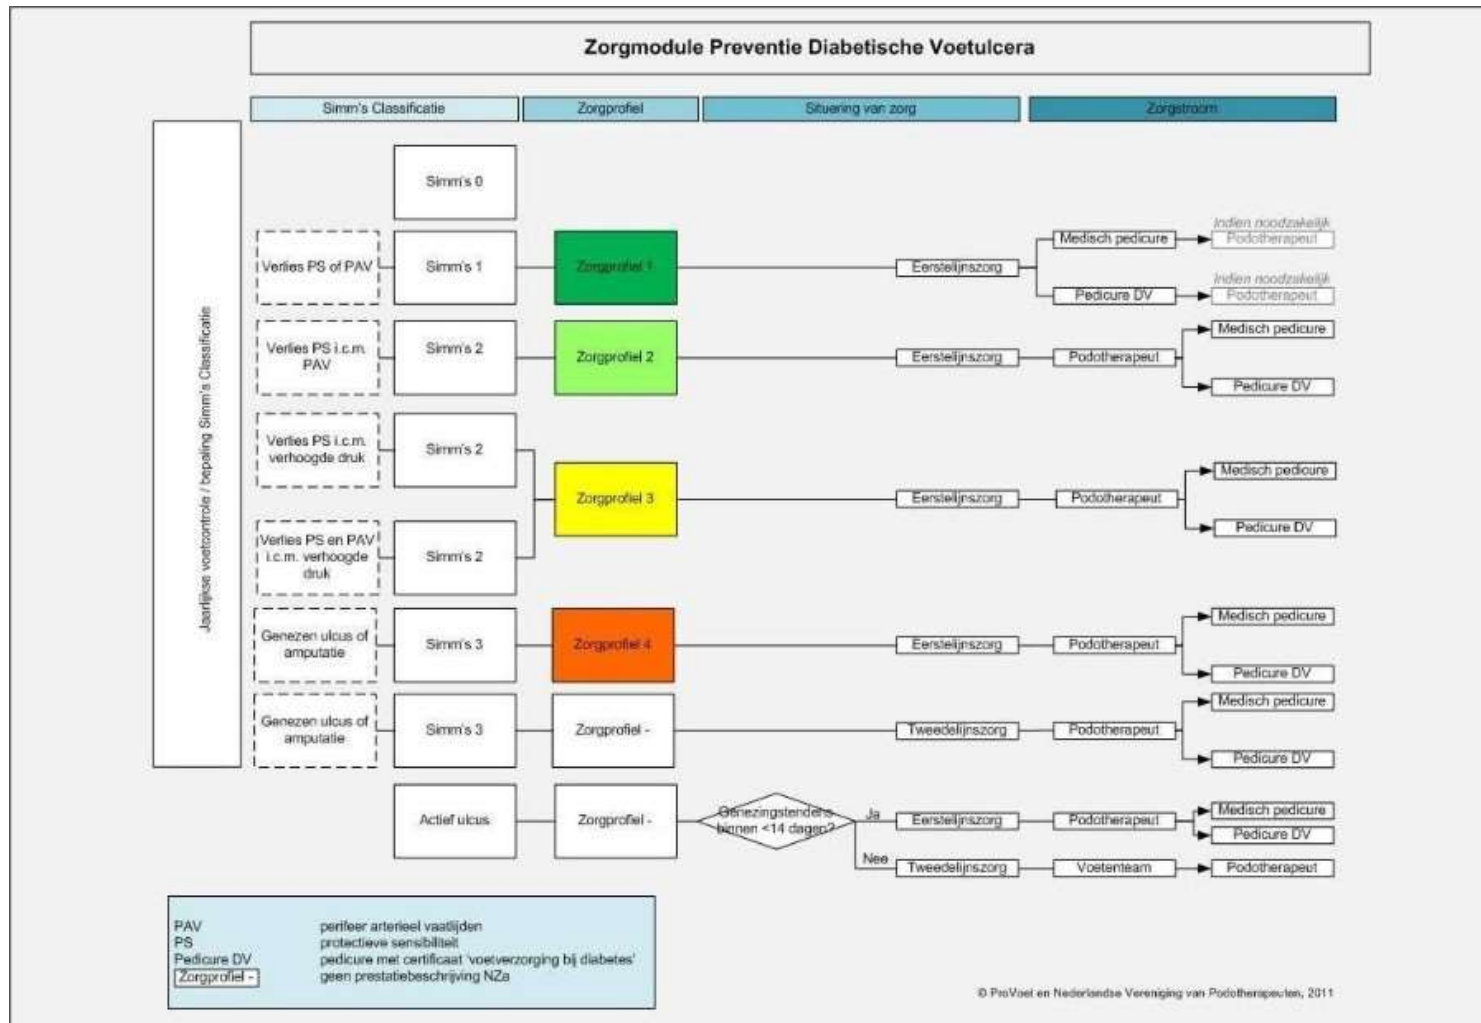 Zorgmodule Preventie Diabetische Voetulcera
Simm's Classificatie
Zorgprofiel
Situering van zorg
Zorgstroom
Jaarlijkse voetcontrole / bepaling Simm's Classificatie
Simm's 0
Verlies PS of PAV
Simm's 1
Zorgprofiel 1
Eerstelijnszorg
Medisch pedicure
Indien noodzakelijk
Podotherapeut
Pedicure DV
Indien noodzakelijk
Podotherapeut
Verlies PS i.c.m.
PAV
Simm's 2
Zorgprofiel 2
Eerstelijnszorg
Podotherapeut
Medisch pedicure
Pedicure DV
Verlies PS i.c.m.
verhoogde druk
Simm's 2
Verlies PS en PAV
i.c.m. verhoogde
druk
Simm's 2
Zorgprofiel 3
Eerstelijnszorg
Podotherapeut
Medisch pedicure
Pedicure DV
Genezen ulcus of
amputatie
Simm's 3
Zorgprofiel 4
Eerstelijnszorg
Podotherapeut
Medisch pedicure
Pedicure DV
Genezen ulcus of
amputatie
Simm's 3
Zorgprofiel -
Tweedelijnszorg
Podotherapeut
Medisch pedicure
Pedicure DV
Actief ulcus
Zorgprofiel -
Genezingstendens
binnen <14 dagen?
Ja
Eerstelijnszorg
Podotherapeut
Medisch pedicure
Pedicure DV
Nee
Tweedelijnszorg
Voetenteam
Podotherapeut
PAV perifeer arterieel vaatlijden
PS protectieve sensibiliteit
Pedicure DV pedicure met certificaat 'voetverzorging bij diabetes'
Zorgprofiel - geen prestatiebeschrijving NZa
© ProVoet en Nederlandse Vereniging van Podotherapeuten, 2011